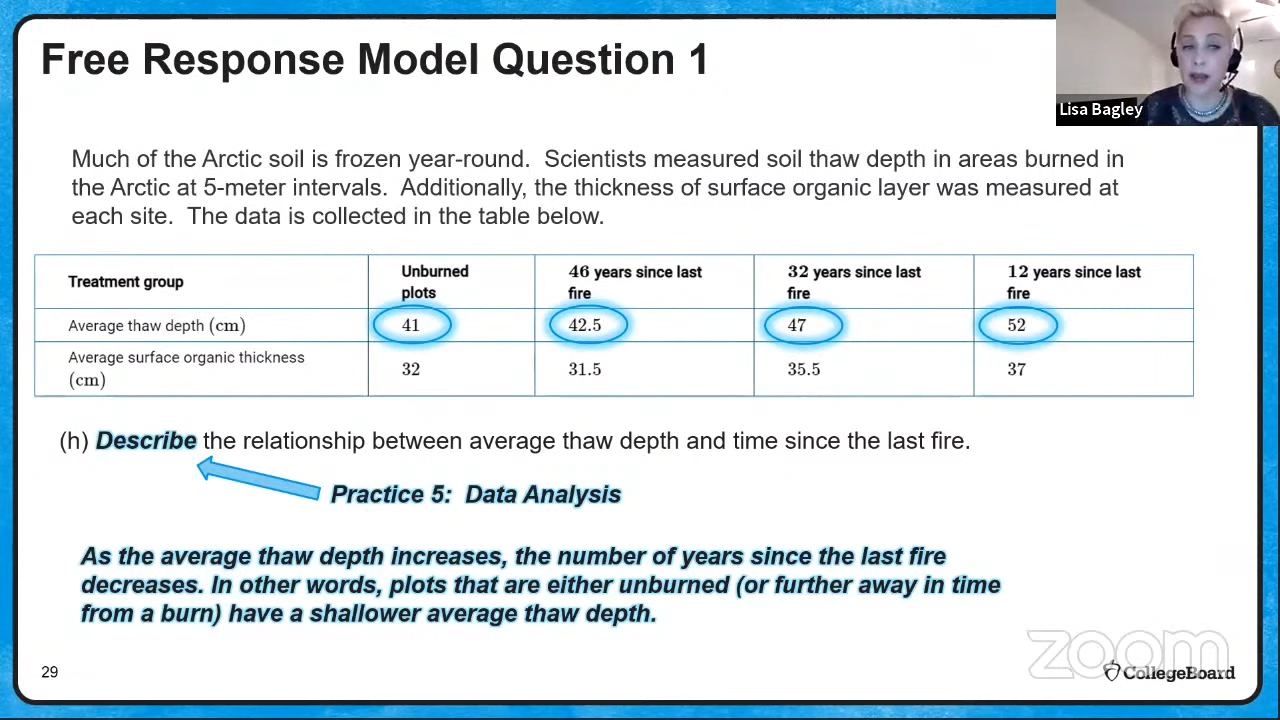 Free Response Model Question 1
Lisa Bagley
Much of the Arctic soil is frozen year-round.  Scientists measured soil thaw depth in areas burned in
the Arctic at 5-meter intervals.  Additionally, the thickness of surface organic layer was measured at
each site.  The data is collected in the table below.
Treatment group
Unburned
plots
46 years since last
fire
32 years since last
fire
12 years since last
fire
Average thaw depth (cm)
41
42.5
47
52
Average surface organic thickness
(cm)
32
31.5
35.5
37
(h) Describe the relationship between average thaw depth and time since the last fire.
Practice 5:  Data Analysis
As the average thaw depth increases, the number of years since the last fire
decreases. In other words, plots that are either unburned (or further away in time
from a burn) have a shallower average thaw depth.
zoom
29
CollegeBoard